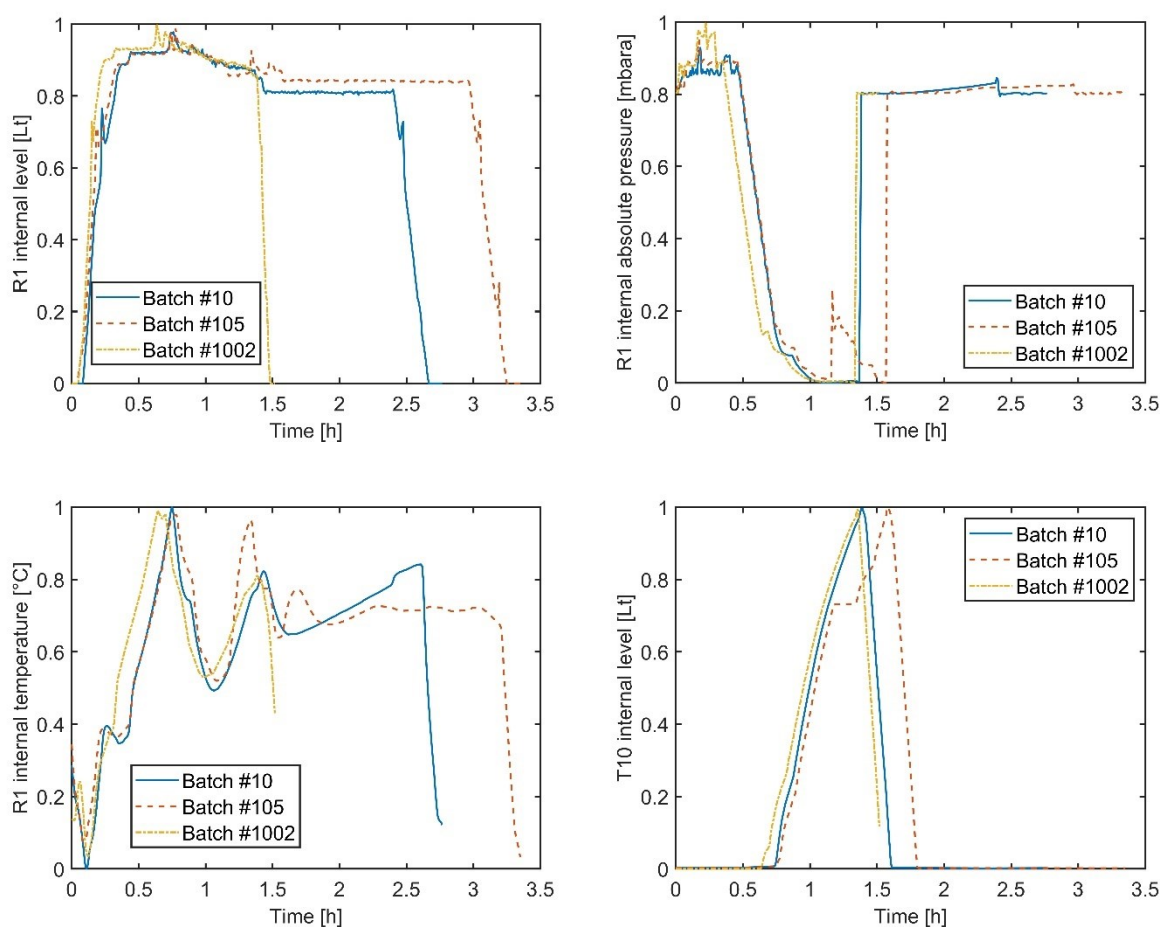 R1 internal level [Lt]
1
0.8
0.6
0.4
0.2
0
Batch #10
Batch #105
Batch #1002
0 0.5 1 1.5 2 2.5 3 3.5
Time [h]
R1 internal absolute pressure [mbara]
1
0.8
0.6
0.4
0.2
0
Batch #10
Batch #105
Batch #1002
0 0.5 1 1.5 2 2.5 3 3.5
Time [h]
R1 internal temperature [°C]
1
0.8
0.6
0.4
0.2
0
Batch #10
Batch #105
Batch #1002
0 0.5 1 1.5 2 2.5 3 3.5
Time [h]
T10 internal level [Lt]
1
0.8
0.6
0.4
0.2
0
Batch #10
Batch #105
Batch #1002
0 0.5 1 1.5 2 2.5 3 3.5
Time [h]